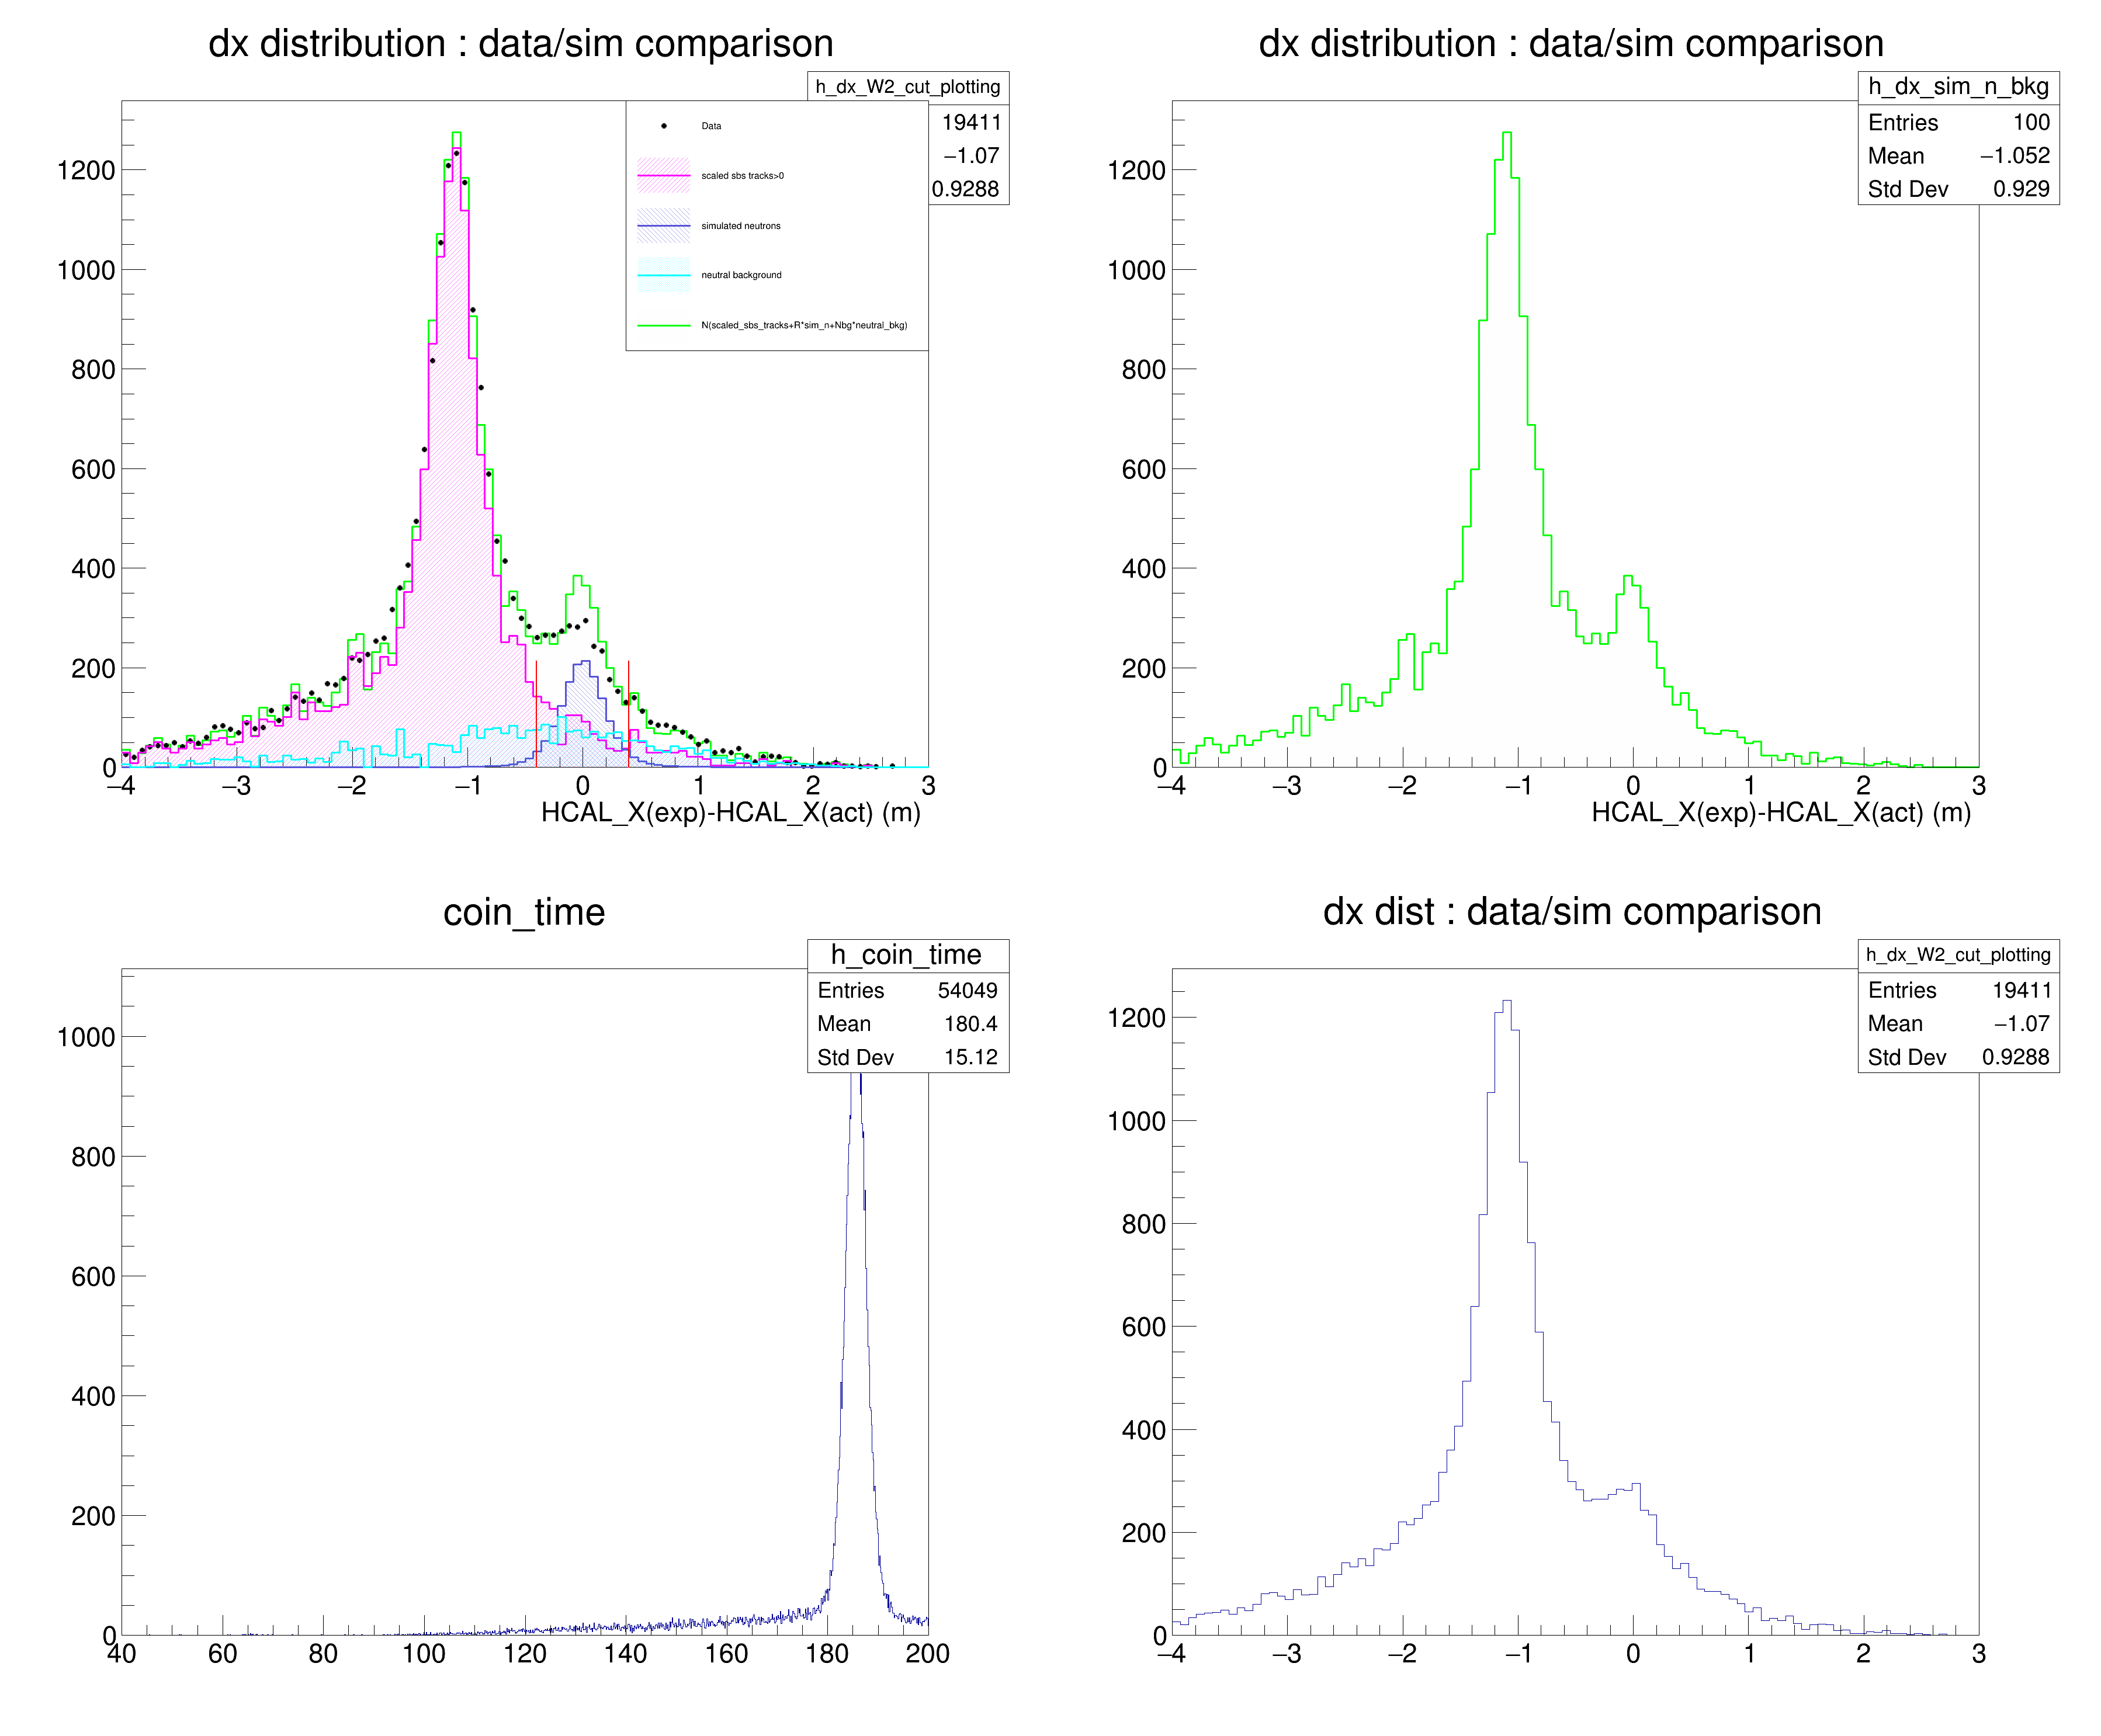 dx distribution : data/sim comparison
h_dx_W2_cut_plotting
19411
−1.07
0.9288
Data
scaled sbs tracks>0
simulated neutrons
neutral background
N(scaled_sbs_tracks+R*sim_n+Nbg*neutral_bkg)
1200
1000
800
600
400
200
0
−4 −3 −2 −1 0 1 2 3
HCAL_X(exp)-HCAL_X(act) (m)
dx distribution : data/sim comparison
h_dx_sim_n_bkg
Entries 100
Mean −1.052
Std Dev 0.929
1200
1000
800
600
400
200
0
−4 −3 −2 −1 0 1 2 3
HCAL_X(exp)-HCAL_X(act) (m)
coin_time
h_coin_time
Entries 54049
Mean 180.4
Std Dev 15.12
1000
800
600
400
200
0
40 60 80 100 120 140 160 180 200
dx dist : data/sim comparison
h_dx_W2_cut_plotting
Entries 19411
Mean −1.07
Std Dev 0.9288
1200
1000
800
600
400
200
0
−4 −3 −2 −1 0 1 2 3